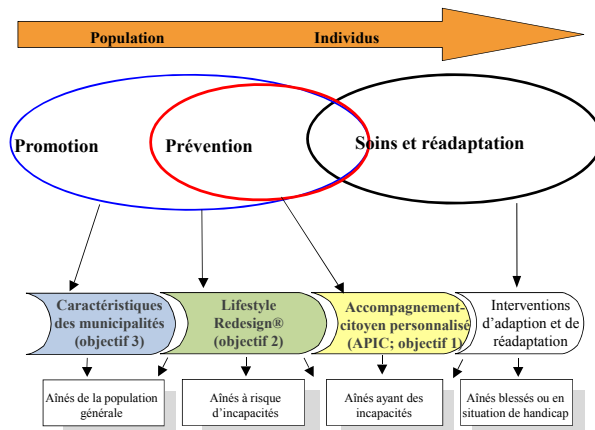 Population Individus
Promotion Prévention Soins et réadaptation
Caractéristiques
des municipalités
(objectif 3)
Lifestyle
Redesign®
(objectif 2)
Accompagnement-
citoyen personnalisé
(APIC; objectif 1)
Interventions
d'adaption et de
réadaptation
Aînés de la population
générale
Aînés à risque
d'incapacités
Aînés ayant des
incapacités
Aînés blessés ou en
situation de handicap